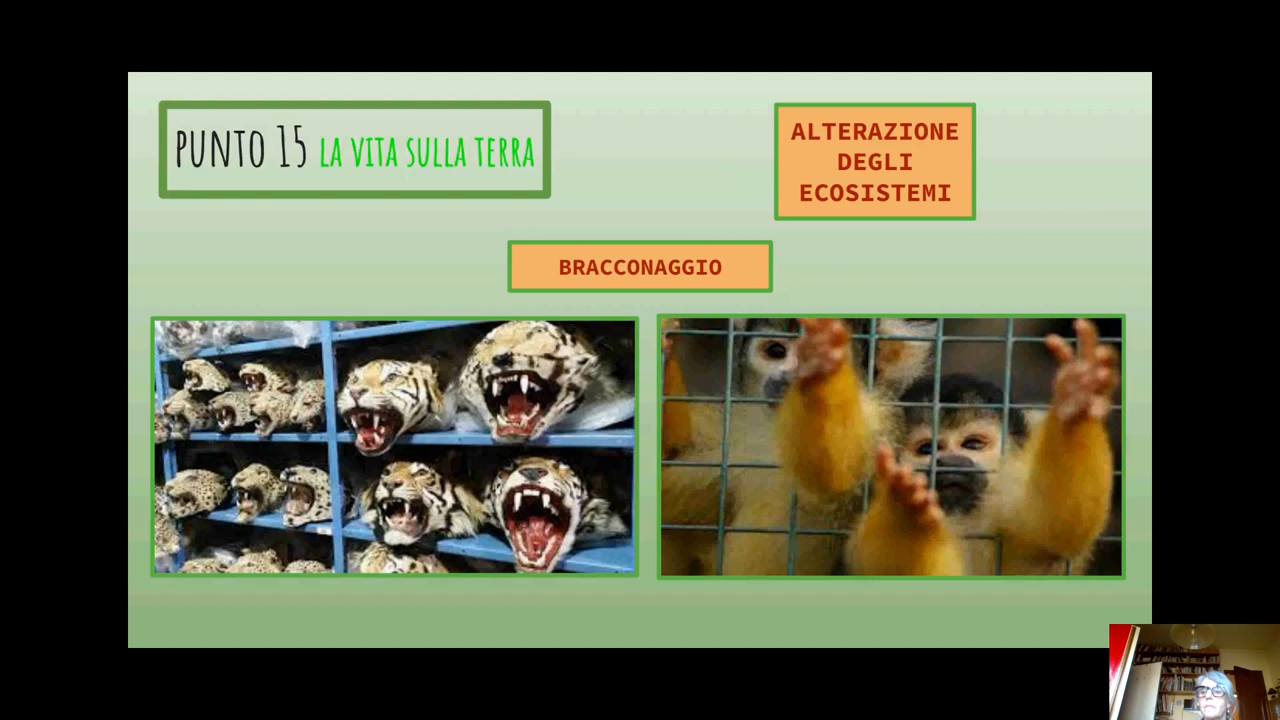 PUNTO 15 LA VITA SULLA TERRA
ALTERAZIONE
DEGLI
ECOSISTEMI
BRACCONAGGIO